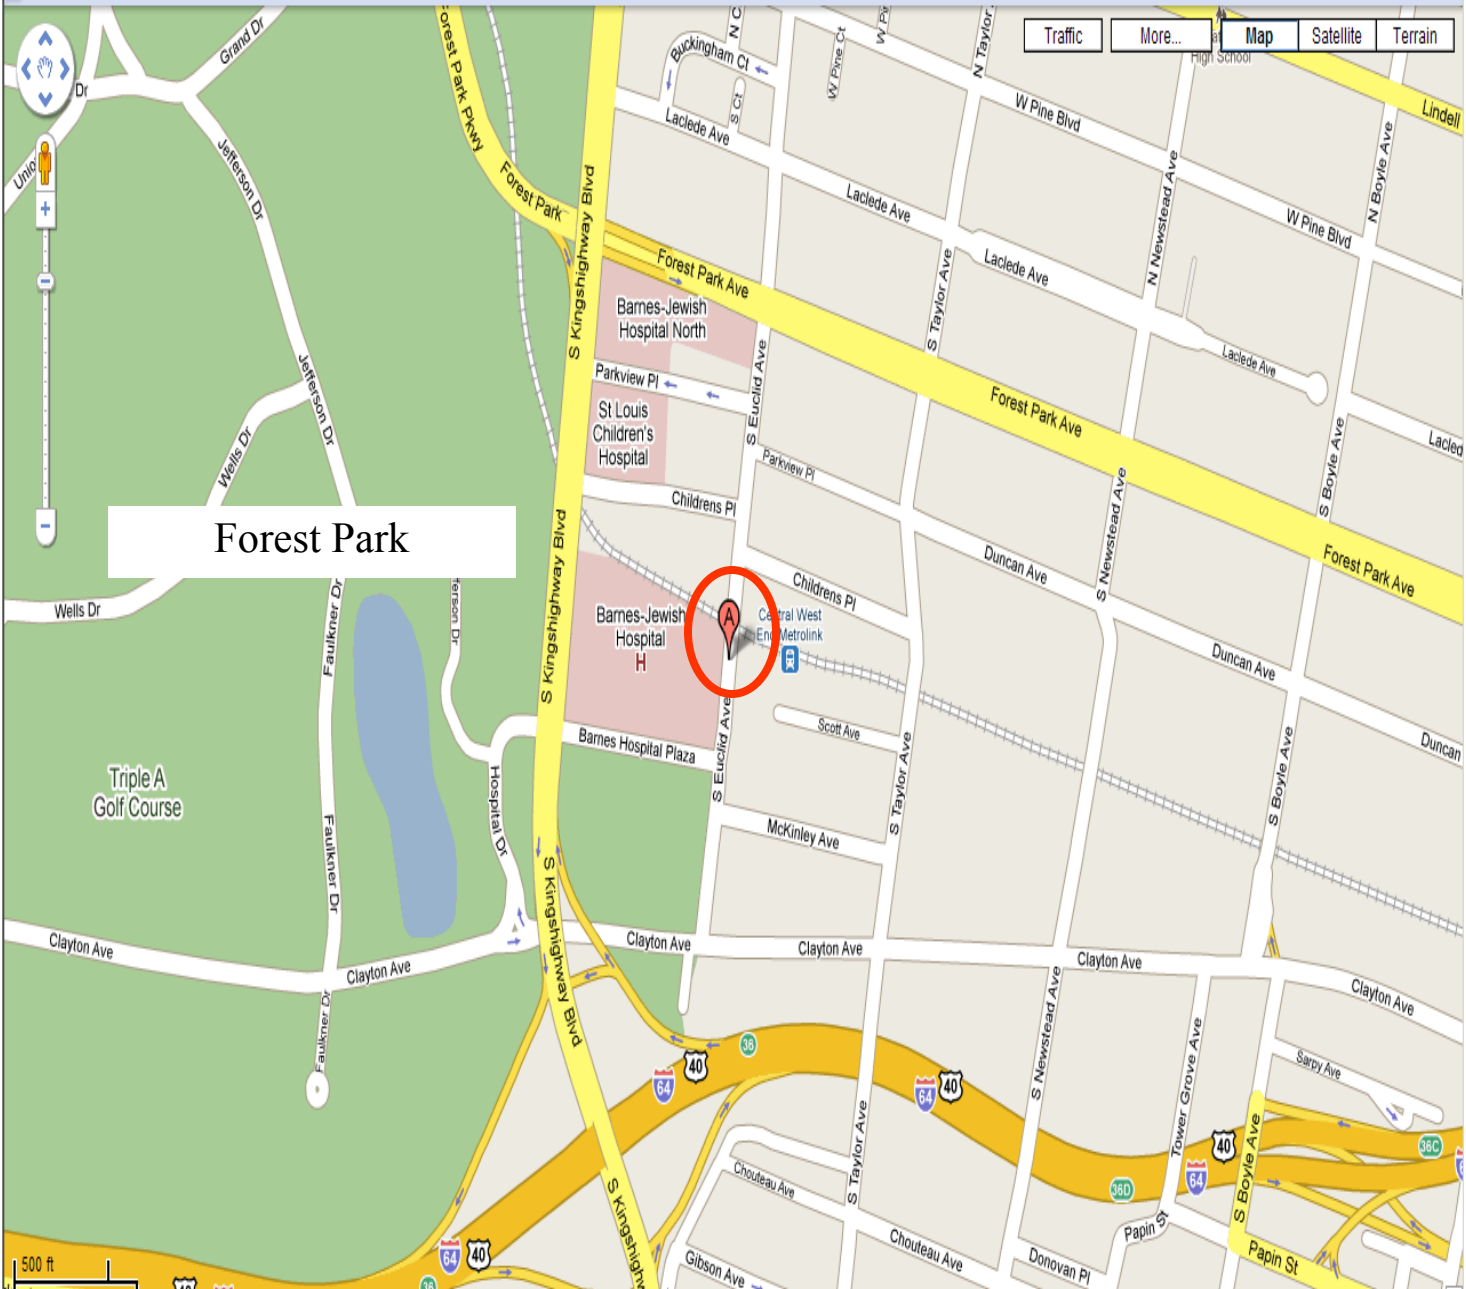 Traffic
More...
Map
Satellite
Terrain
High School
Grand Dr
Dr
Union
Jefferson Dr
Forest Park Pkwy
Forest Park
S Kingshighway Blvd
Buckingham Ct
N C
S Ct
W Pine Ct
W Pin
N Taylor
Lindell
Laclede Ave
W Pine Blvd
Laclede Ave
N Newstead Ave
N Boyle Ave
W Pine Blvd
Laclede Ave
Laclede Ave
Lacled
Forest Park Ave
Barnes-Jewish
Hospital North
S Taylor Ave
S Euclid Ave
Parkview Pl
St Louis
Children's
Hospital
Jefferson Dr
Wells Dr
Forest Park Ave
S Boyle Ave
Parkview Pl
Childrens Pl
S Newstead Ave
Forest Park
S Kingshighway Blvd
Duncan Ave
Forest Park Ave
Childrens Pl
Wells Dr
Faulkner Dr
ferson Dr
Barnes-Jewish
Hospital
H
A
Central West
End Metrolink
Duncan Ave
Duncan
Scott Ave
Barnes Hospital Plaza
S Euclid Ave
S Taylor Ave
S Boyle Ave
Triple A
Golf Course
Hospital Dr
Faulkner Dr
McKinley Ave
S Kingshighway Blvd
Clayton Ave
Clayton Ave
Clayton Ave
Clayton Ave
Clayton Ave
Clayton Ave
Faulkner Dr
36
40
64
64
40
S Newstead Ave
Tower Grove Ave
Sarpy Ave
S Taylor Ave
S Boyle Ave
40
36C
64
36D
Chouteau Ave
S Kingshighw
Papin St
Papin St
Chouteau Ave
Donovan Pl
Gibson Ave
64
40
36
40
500 ft